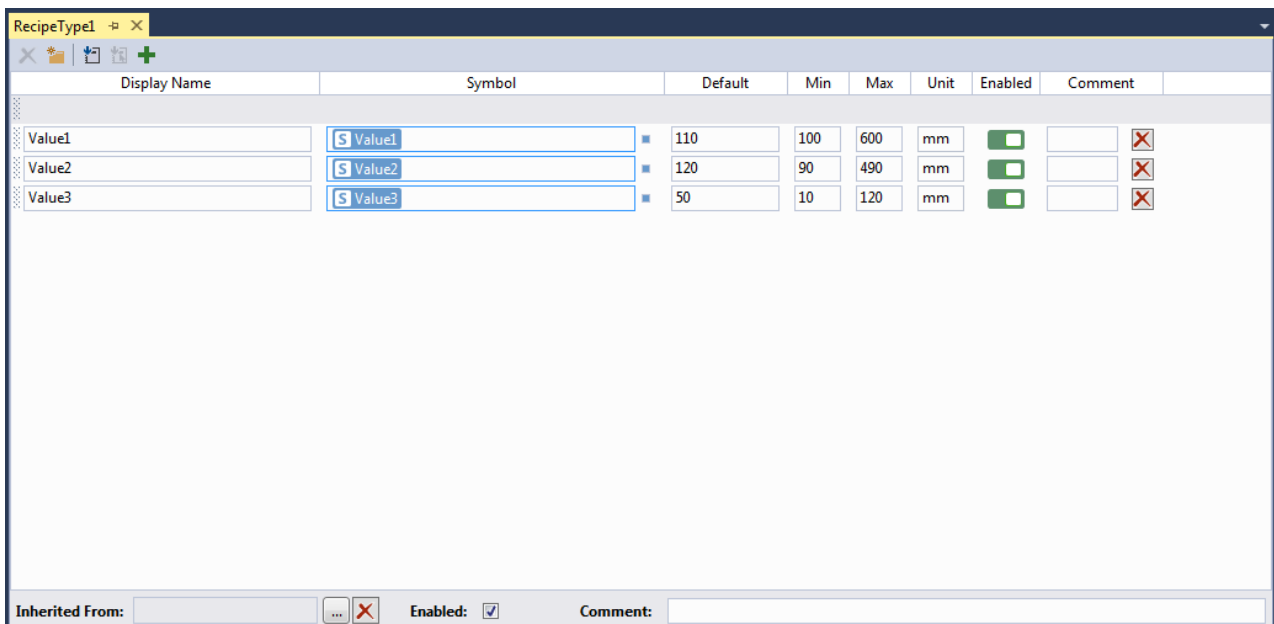 RecipeType1
Display Name Symbol Default Min Max Unit Enabled Comment
Value1 S Value1 110 100 600 mm
Value2 S Value2 120 90 490 mm
Value3 S Value3 50 10 120 mm
Inherited From: ... Enabled: Comment: